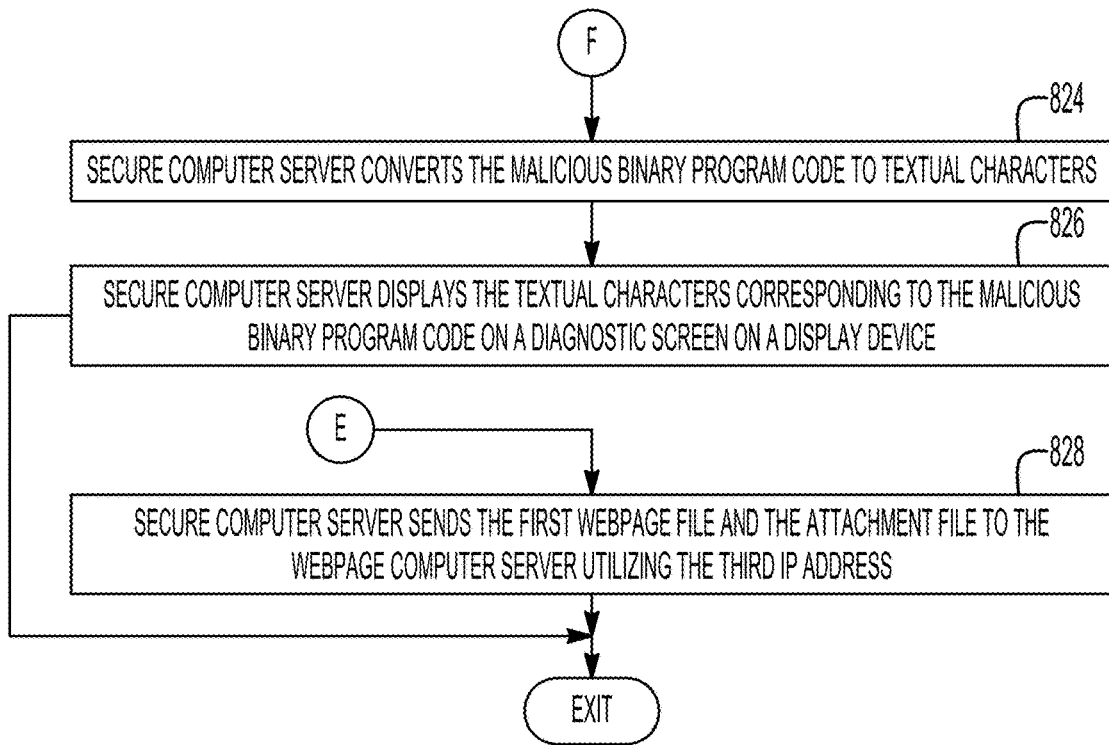 F
824
SECURE COMPUTER SERVER CONVERTS THE MALICIOUS BINARY PROGRAM CODE TO TEXTUAL CHARACTERS
826
SECURE COMPUTER SERVER DISPLAYS THE TEXTUAL CHARACTERS CORRESPONDING TO THE MALICIOUS
BINARY PROGRAM CODE ON A DIAGNOSTIC SCREEN ON A DISPLAY DEVICE
E
828
SECURE COMPUTER SERVER SENDS THE FIRST WEBPAGE FILE AND THE ATTACHMENT FILE TO THE
WEBPAGE COMPUTER SERVER UTILIZING THE THIRD IP ADDRESS
EXIT